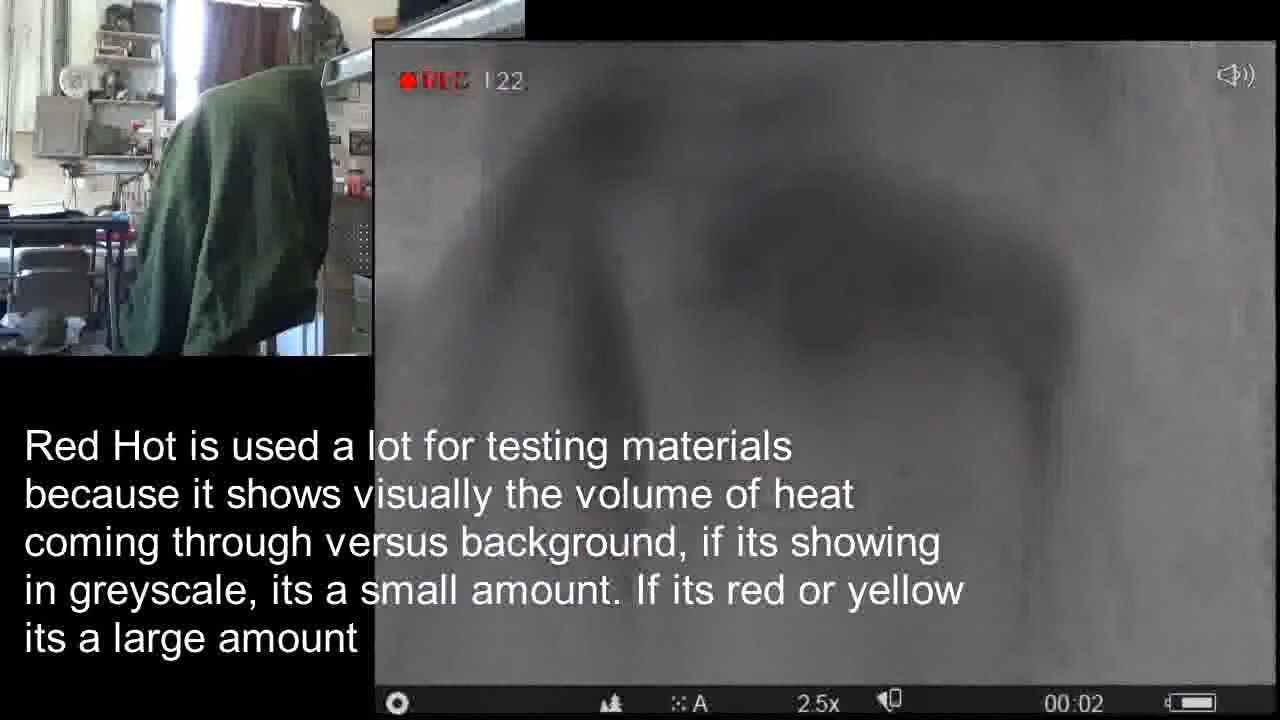 REC 122
Red Hot is used a lot for testing materials
because it shows visually the volume of heat
coming through versus background, if its showing
in greyscale, its a small amount. If its red or yellow
its a large amount
A 2.5x 00:02